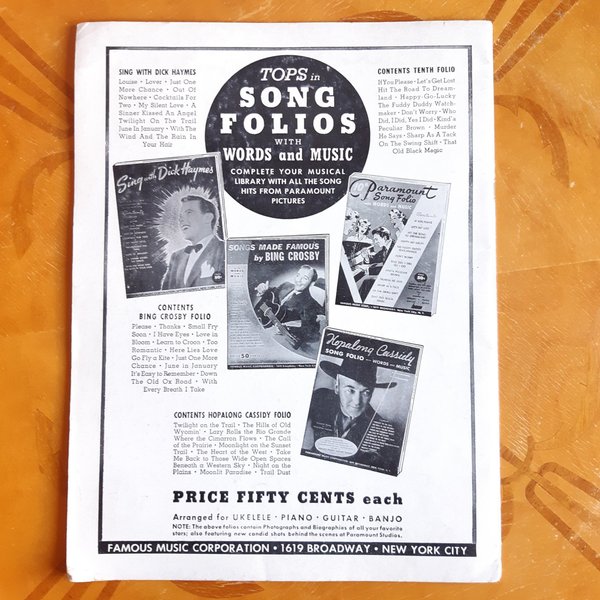 TOPS in
SONG
FOLIOS
WITH
WORDS and MUSIC
COMPLETE YOUR MUSICAL
LIBRARY WITH ALL THE SONG
HITS FROM PARAMOUNT
PICTURES
SING WITH DICK HAYMES
Louise · Lover · Just One
More Chance · Out Of
Nowhere · Cocktails For
Two · My Silent Love · A
Sinner Kissed An Angel
Twilight On The Trail
June In January · With The
Wind And The Rain In
Your Hair
CONTENTS TENTH FOLIO
If You Please · Let's Get Lost
Hit The Road To Dream-
land · Happy-Go-Lucky
The Fuddy Duddy Watch-
maker · Don't Worry · Who
Did, I Did, Yes I Did · Kind'a
Peculiar Brown · Murder
He Says · Sharp As A Tack
On The Swing Shift · That
Old Black Magic
Sing with Dick Haymes
10th Paramount
Song Folio
WORDS and MUSIC
SONGS MADE FAMOUS
by BING CROSBY
50
Hopalong Cassidy
SONG FOLIO WORDS and MUSIC
CONTENTS
BING CROSBY FOLIO
Please · Thanks · Small Fry
Soon · I Have Eyes · Love in
Bloom · Learn to Croon · Too
Romantic · Here Lies Love
Go Fly a Kite · Just One More
Chance · June in January
It's Easy to Remember · Down
The Old Ox Road · With
Every Breath I Take
CONTENTS HOPALONG CASSIDY FOLIO
Twilight on the Trail · The Hills of Old
Wyomin' · Lazy Rolls the Rio Grande
Where the Cimarron Flows · The Call
of the Prairie · Moonlight on the Sunset
Trail · The Heart of the West · Take
Me Back to Those Wide Open Spaces
Beneath a Western Sky · Night on the
Plains · Moonlit Paradise · Trail Dust
PRICE FIFTY CENTS each
Arranged for UKELELE · PIANO · GUITAR · BANJO
NOTE: The above folios contain Photographs and Biographies of all your favorite
stars; also featuring new candid shots behind the scenes at Paramount Studios.
FAMOUS MUSIC CORPORATION · 1619 BROADWAY · NEW YORK CITY